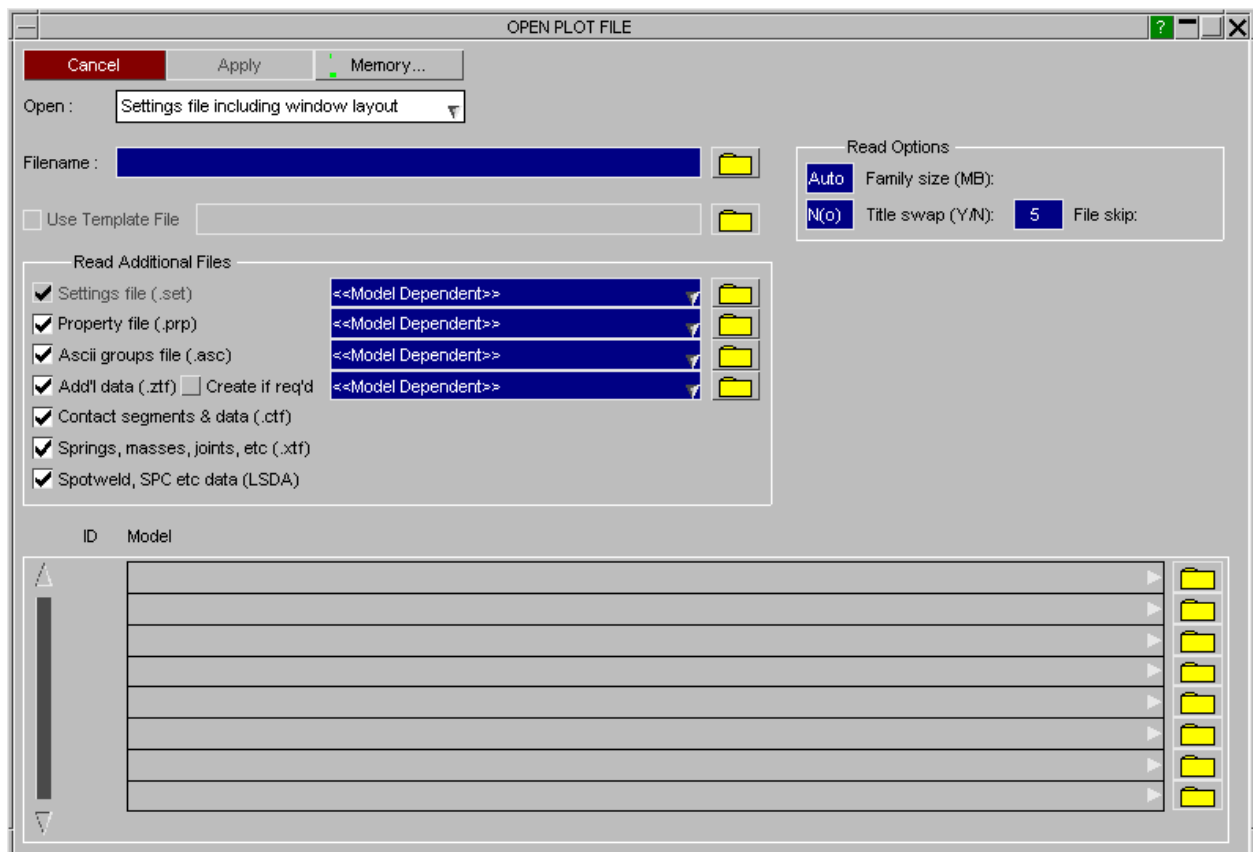 OPEN PLOT FILE ?
Cancel Apply Memory...
Open : Settings file including window layout
Filename :
Read Options
Auto Family size (MB):
N(o) Title swap (Y/N): 5 File skip:
Use Template File
Read Additional Files
Settings file (.set) <<Model Dependent>>
Property file (.prp) <<Model Dependent>>
Ascii groups file (.asc) <<Model Dependent>>
Add'l data (.ztf) Create if req'd <<Model Dependent>>
Contact segments & data (.ctf)
Springs, masses, joints, etc (.xtf)
Spotweld, SPC etc data (LSDA)
ID Model